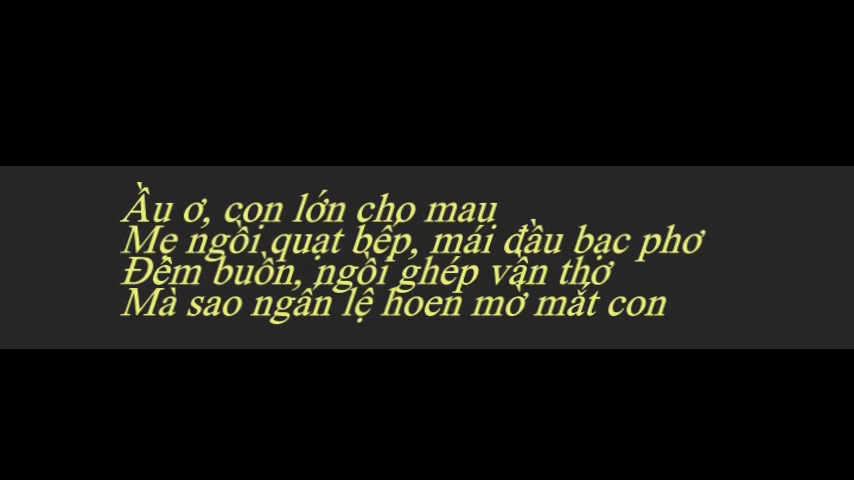 Ầu ơ, con lớn cho mau
Mẹ ngồi quạt bếp, mái đầu bạc phơ
Đêm buồn, ngồi ghép vần thơ
Mà sao ngấn lệ hoen mờ mắt con